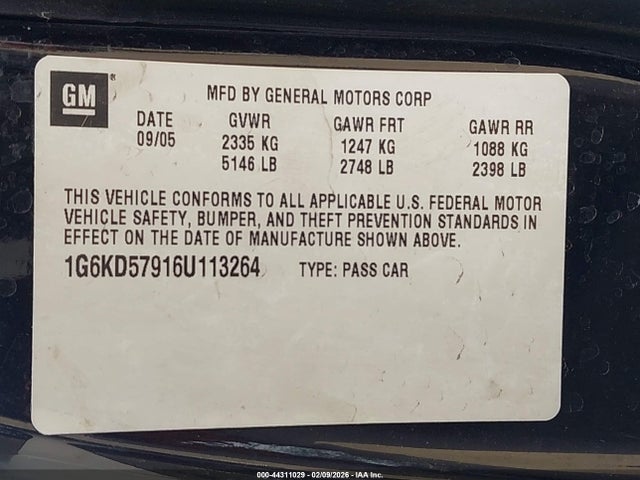 GM®
MFD BY GENERAL MOTORS CORP
DATE GVWR GAWR FRT GAWR RR
09/05 2335 KG 1247 KG 1088 KG
5146 LB 2748 LB 2398 LB
THIS VEHICLE CONFORMS TO ALL APPLICABLE U.S. FEDERAL MOTOR
VEHICLE SAFETY, BUMPER, AND THEFT PREVENTION STANDARDS IN
EFFECT ON THE DATE OF MANUFACTURE SHOWN ABOVE.
1G6KD57916U113264 TYPE: PASS CAR
000-44311029 - 02/09/2026 - IAA Inc.